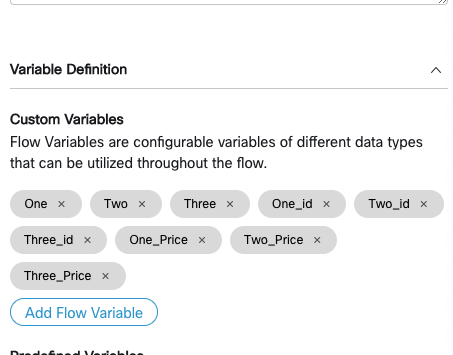 Variable Definition
Custom Variables
Flow Variables are configurable variables of different data types
that can be utilized throughout the flow.
One × Two × Three × One_id × Two_id ×
Three_id × One_Price × Two_Price ×
Three_Price ×
Add Flow Variable
Predefined Variables